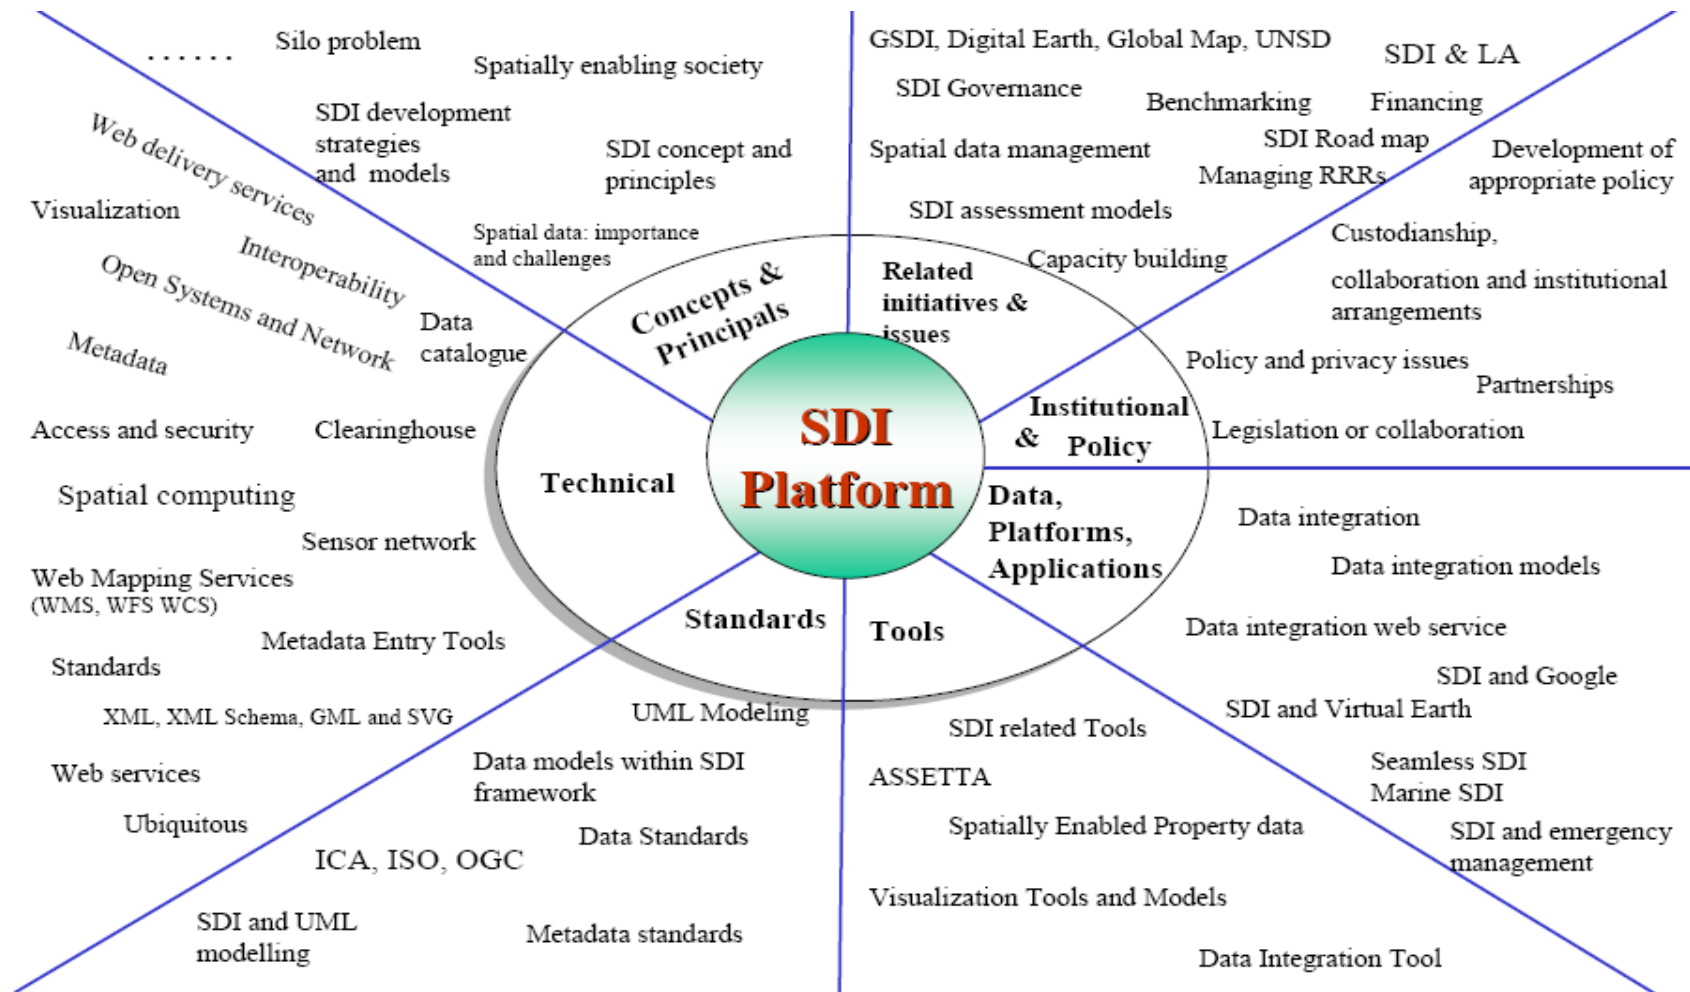 . . . . . .
Silo problem
Spatially enabling society
SDI development
strategies
and models
SDI concept and
principles
Spatial data: importance
and challenges
Concepts &
Principals
GSDI, Digital Earth, Global Map, UNSD
SDI & LA
SDI Governance
Benchmarking
Financing
SDI Road map
Spatial data management
Managing RRRs
SDI assessment models
Capacity building
Related
initiatives &
issues
Development of
appropriate policy
Custodianship,
collaboration and institutional
arrangements
Policy and privacy issues
Partnerships
Legislation or collaboration
Institutional
& Policy
SDI
Platform
Web delivery services
Visualization
Interoperability
Open Systems and Network
Data
catalogue
Metadata
Access and security
Clearinghouse
Technical
Spatial computing
Sensor network
Web Mapping Services
(WMS, WFS WCS)
Metadata Entry Tools
Standards
XML, XML Schema, GML and SVG
Web services
Ubiquitous
Data,
Platforms,
Applications
Data integration
Data integration models
Data integration web service
SDI and Google
SDI and Virtual Earth
Seamless SDI
Marine SDI
SDI and emergency
management
Standards
UML Modeling
Data models within SDI
framework
Data Standards
ICA, ISO, OGC
SDI and UML
modelling
Metadata standards
Tools
SDI related Tools
ASSETTA
Spatially Enabled Property data
Visualization Tools and Models
Data Integration Tool